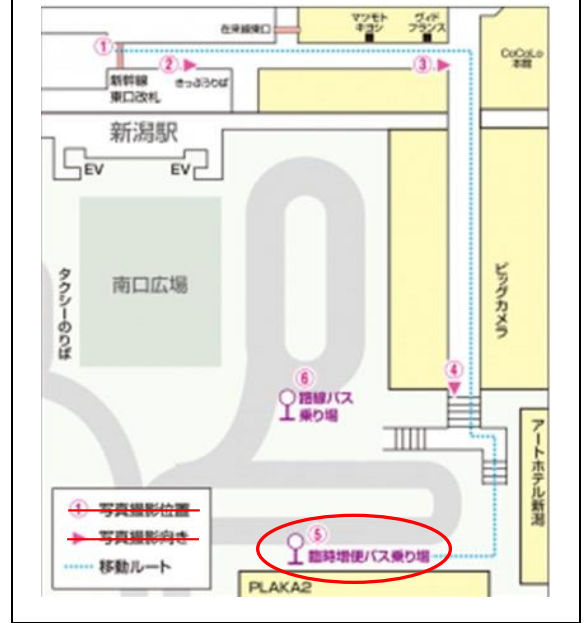 マツモト
キヨシ
ヴィド
フランス
在来線東口
①
CoCoLo
本館
②
③
新幹線
東口改札
きっぷうりば
新潟駅
EV
EV
タクシーのりば
南口広場
ビックカメラ
④
⑥
路線バス
乗り場
アートホテル新潟
① 写真撮影位置
写真撮影向き
移動ルート
⑤
臨時増便バス乗り場
PLAKA2